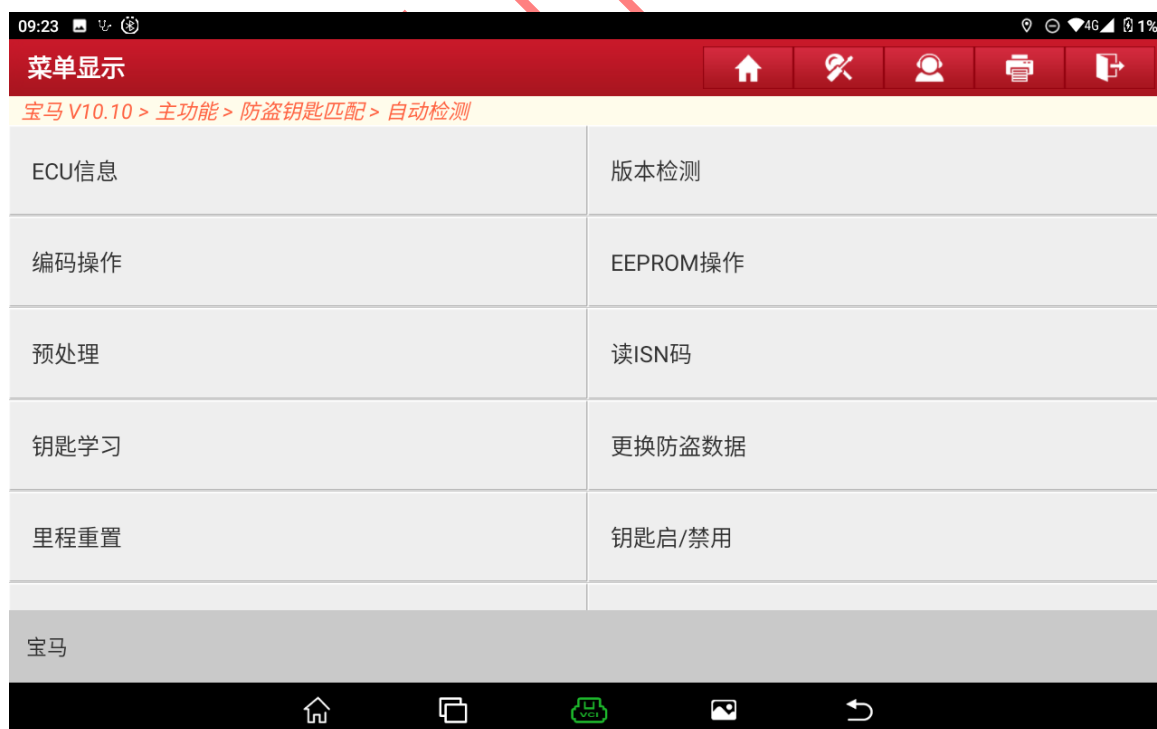 09:23 4G 1%
菜单显示
宝马 V10.10 > 主功能 > 防盗钥匙匹配 > 自动检测
ECU信息 版本检测
编码操作 EEPROM操作
预处理 读ISN码
钥匙学习 更换防盗数据
里程重置 钥匙启/禁用
宝马
VCI